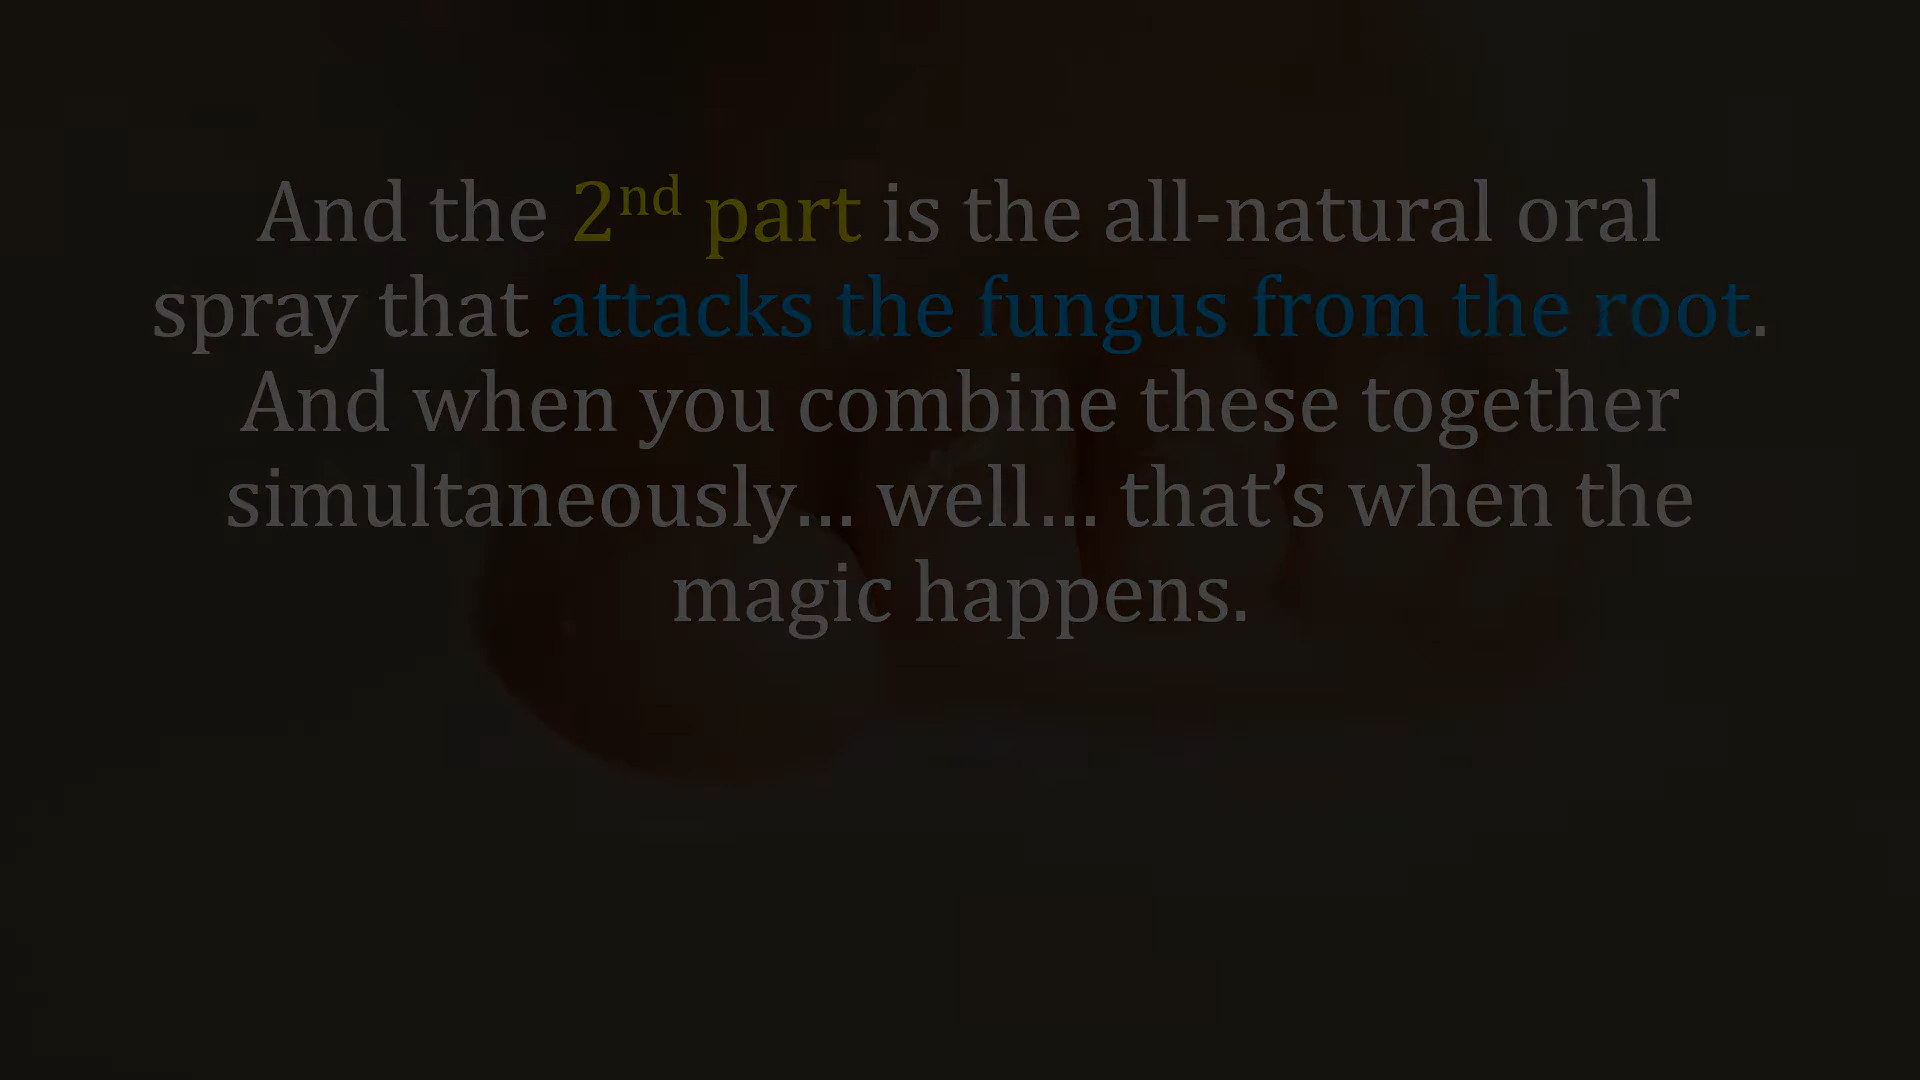 And the 2nd part is the all-natural oral
spray that attacks the fungus from the root.
And when you combine these together
simultaneously… well… that’s when the
magic happens.